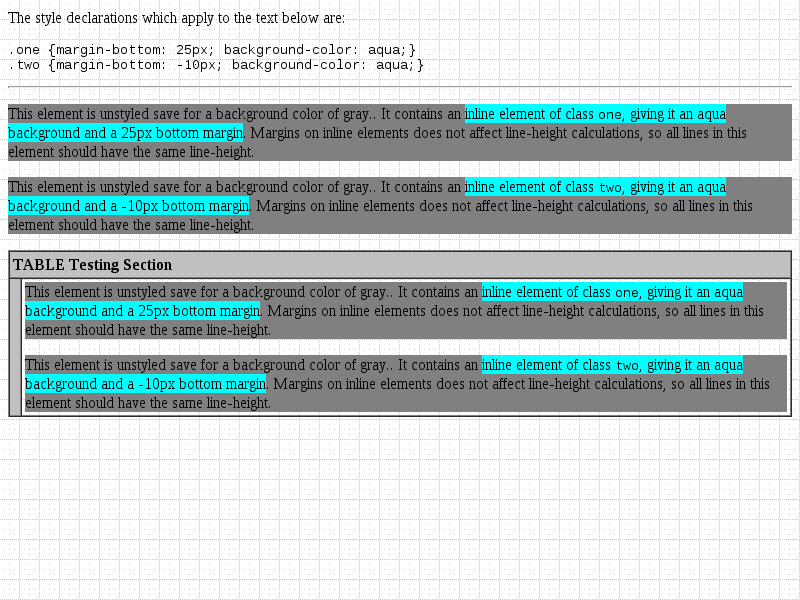 The style declarations which apply to the text below are:
.one {margin-bottom: 25px; background-color: aqua;}
.two {margin-bottom: -10px; background-color: aqua;}
This element is unstyled save for a background color of gray.. It contains an inline element of class one, giving it an aqua
background and a 25px bottom margin. Margins on inline elements does not affect line-height calculations, so all lines in this
element should have the same line-height.
This element is unstyled save for a background color of gray.. It contains an inline element of class two, giving it an aqua
background and a -10px bottom margin. Margins on inline elements does not affect line-height calculations, so all lines in this
element should have the same line-height.
TABLE Testing Section
This element is unstyled save for a background color of gray.. It contains an inline element of class one, giving it an aqua
background and a 25px bottom margin. Margins on inline elements does not affect line-height calculations, so all lines in this
element should have the same line-height.
This element is unstyled save for a background color of gray.. It contains an inline element of class two, giving it an aqua
background and a -10px bottom margin. Margins on inline elements does not affect line-height calculations, so all lines in this
element should have the same line-height.